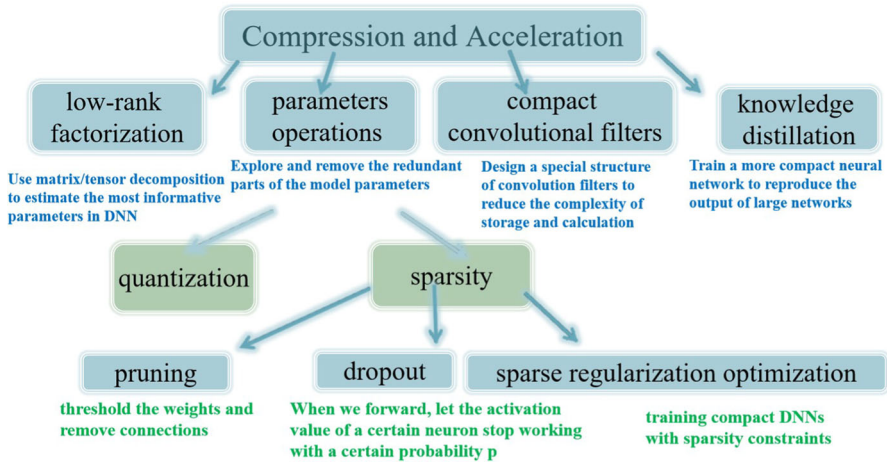 Compression and Acceleration
low-rank
factorization
parameters
operations
compact
convolutional filters
knowledge
distillation
Use matrix/tensor decomposition
to estimate the most informative
parameters in DNN
Explore and remove the redundant
parts of the model parameters
Design a special structure
of convolution filters to
reduce the complexity of
storage and calculation
Train a more compact neural
network to reproduce the
output of large networks
quantization
sparsity
pruning
dropout
sparse regularization optimization
threshold the weights and
remove connections
When we forward, let the activation
value of a certain neuron stop working
with a certain probability p
training compact DNNs
with sparsity constraints